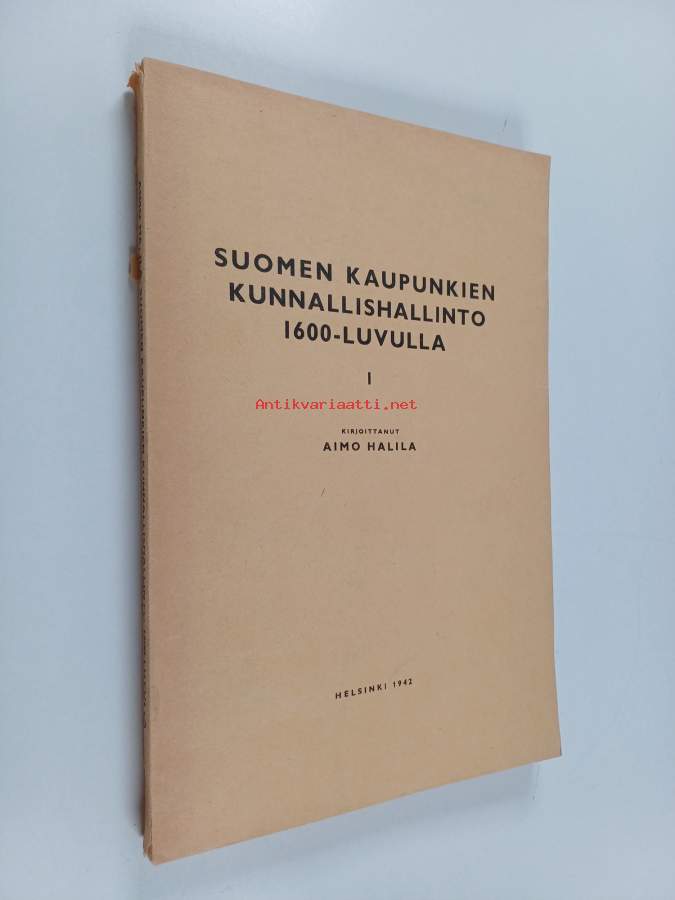 SUOMEN KAUPUNKIEN
KUNNALLISHALLINTO
1600-LUVULLA
I
Antikvariaatti.net
KIRJOITTANUT
AIMO HALILA
HELSINKI 1942